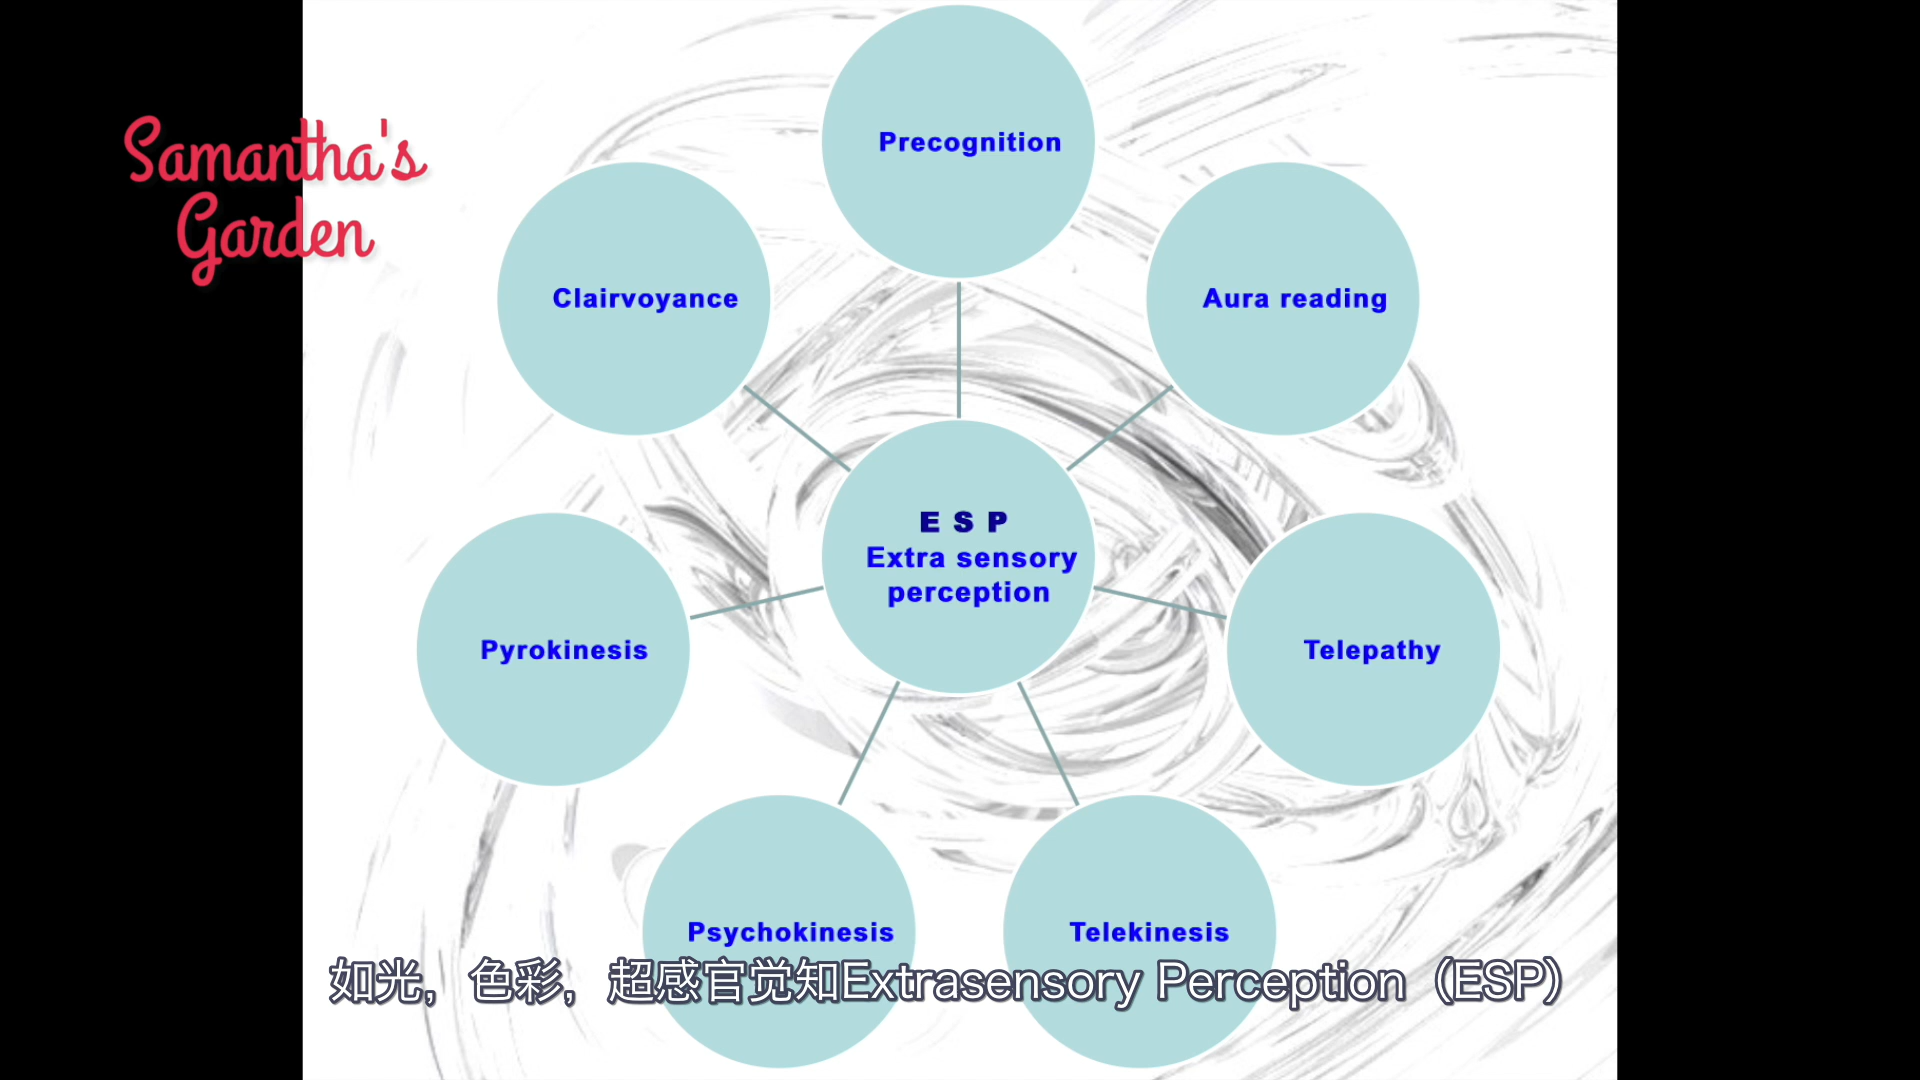 Samantha's
Garden
Precognition
Clairvoyance
Aura reading
E S P
Extra sensory
perception
Pyrokinesis
Telepathy
Psychokinesis
Telekinesis
如光，色彩，超感官觉知Extrasensory Perception（ESP）